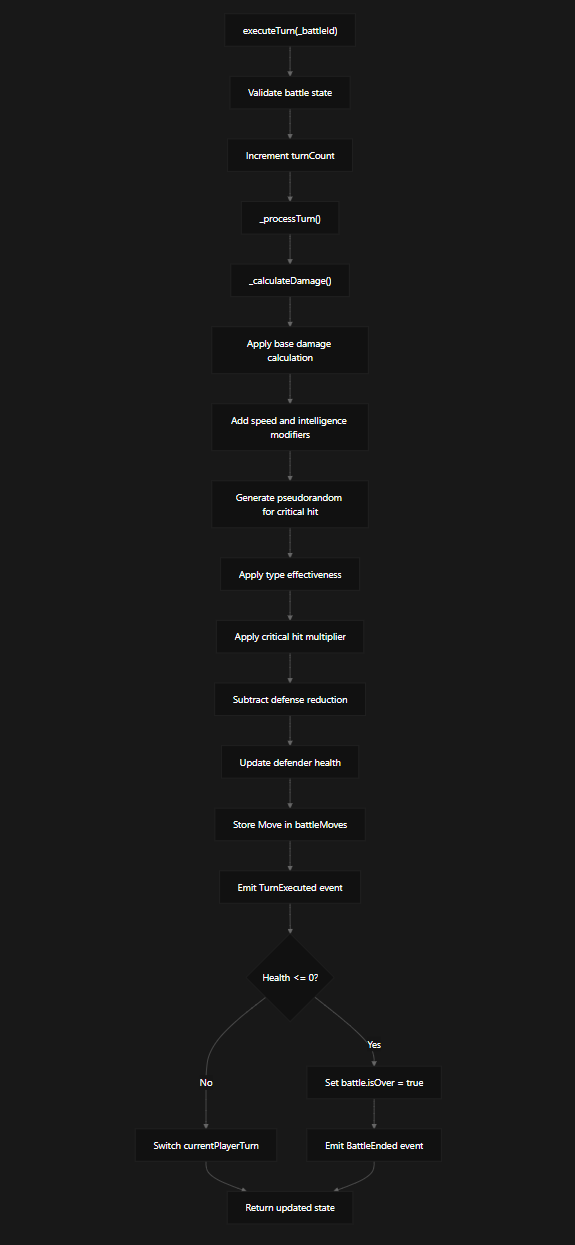 executeTurn(_battleId)
Validate battle state
Increment turnCount
_processTurn()
_calculateDamage()
Apply base damage
calculation
Add speed and intelligence
modifiers
Generate pseudorandom
for critical hit
Apply type effectiveness
Apply critical hit multiplier
Subtract defense reduction
Update defender health
Store Move in battleMoves
Emit TurnExecuted event
Health <= 0?
Yes
No
Set battle.isOver = true
Switch currentPlayerTurn
Emit BattleEnded event
Return updated state